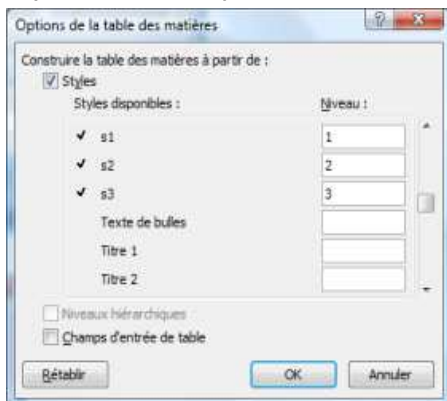 Options de la table des matières
Construire la table des matières à partir de :
Styles
Styles disponibles : Niveau :
s1 1
s2 2
s3 3
Texte de bulles
Titre 1
Titre 2
Niveaux hiérarchiques
Champs d'entrée de table
Rétablir OK Annuler